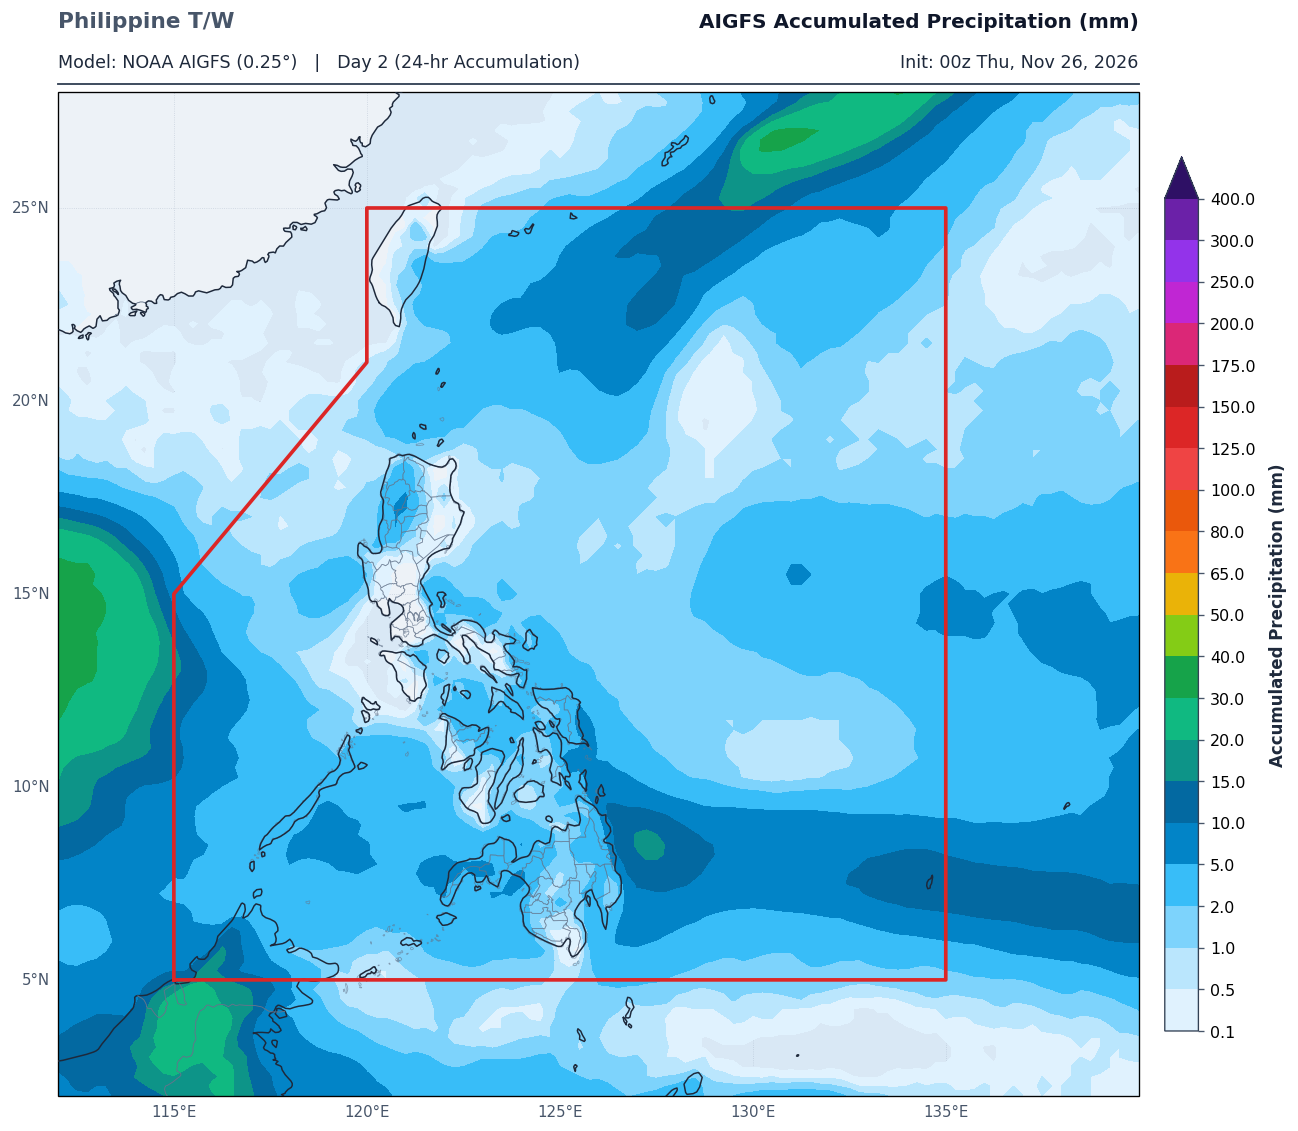 Philippine T/W
AIGFS Accumulated Precipitation (mm)
Model: NOAA AIGFS (0.25°)   |   Day 2 (24-hr Accumulation)
Init: 00z Thu, Nov 26, 2026
25°N
20°N
15°N
10°N
5°N
115°E
120°E
125°E
130°E
135°E
400.0
300.0
250.0
200.0
175.0
150.0
125.0
100.0
80.0
65.0
50.0
40.0
30.0
20.0
15.0
10.0
5.0
2.0
1.0
0.5
0.1
Accumulated Precipitation (mm)